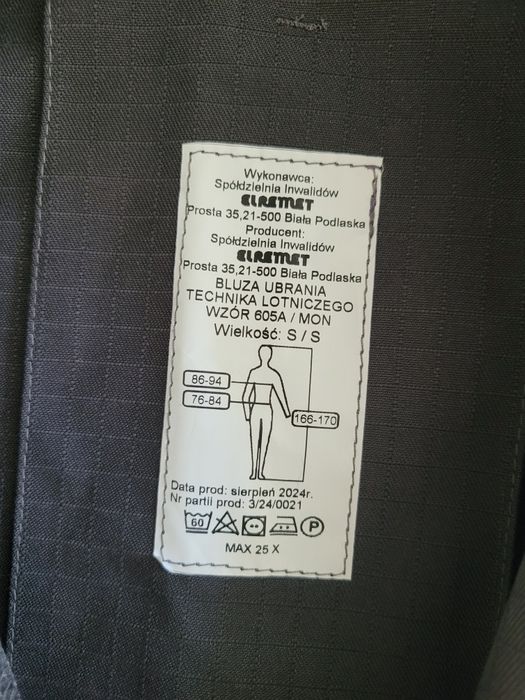 Wykonawca:
Spółdzielnia Inwalidów
ELREMET
Prosta 35,21-500 Biała Podlaska
Producent:
Spółdzielnia Inwalidów
ELREMET
Prosta 35,21-500 Biała Podlaska
BLUZA UBRANIA
TECHNIKA LOTNICZEGO
WZÓR 605A / MON
Wielkość: S / S
86-94
76-84
166-170
Data prod: sierpień 2024r.
Nr partii prod: 3/24/0021
60 P
MAX 25 X